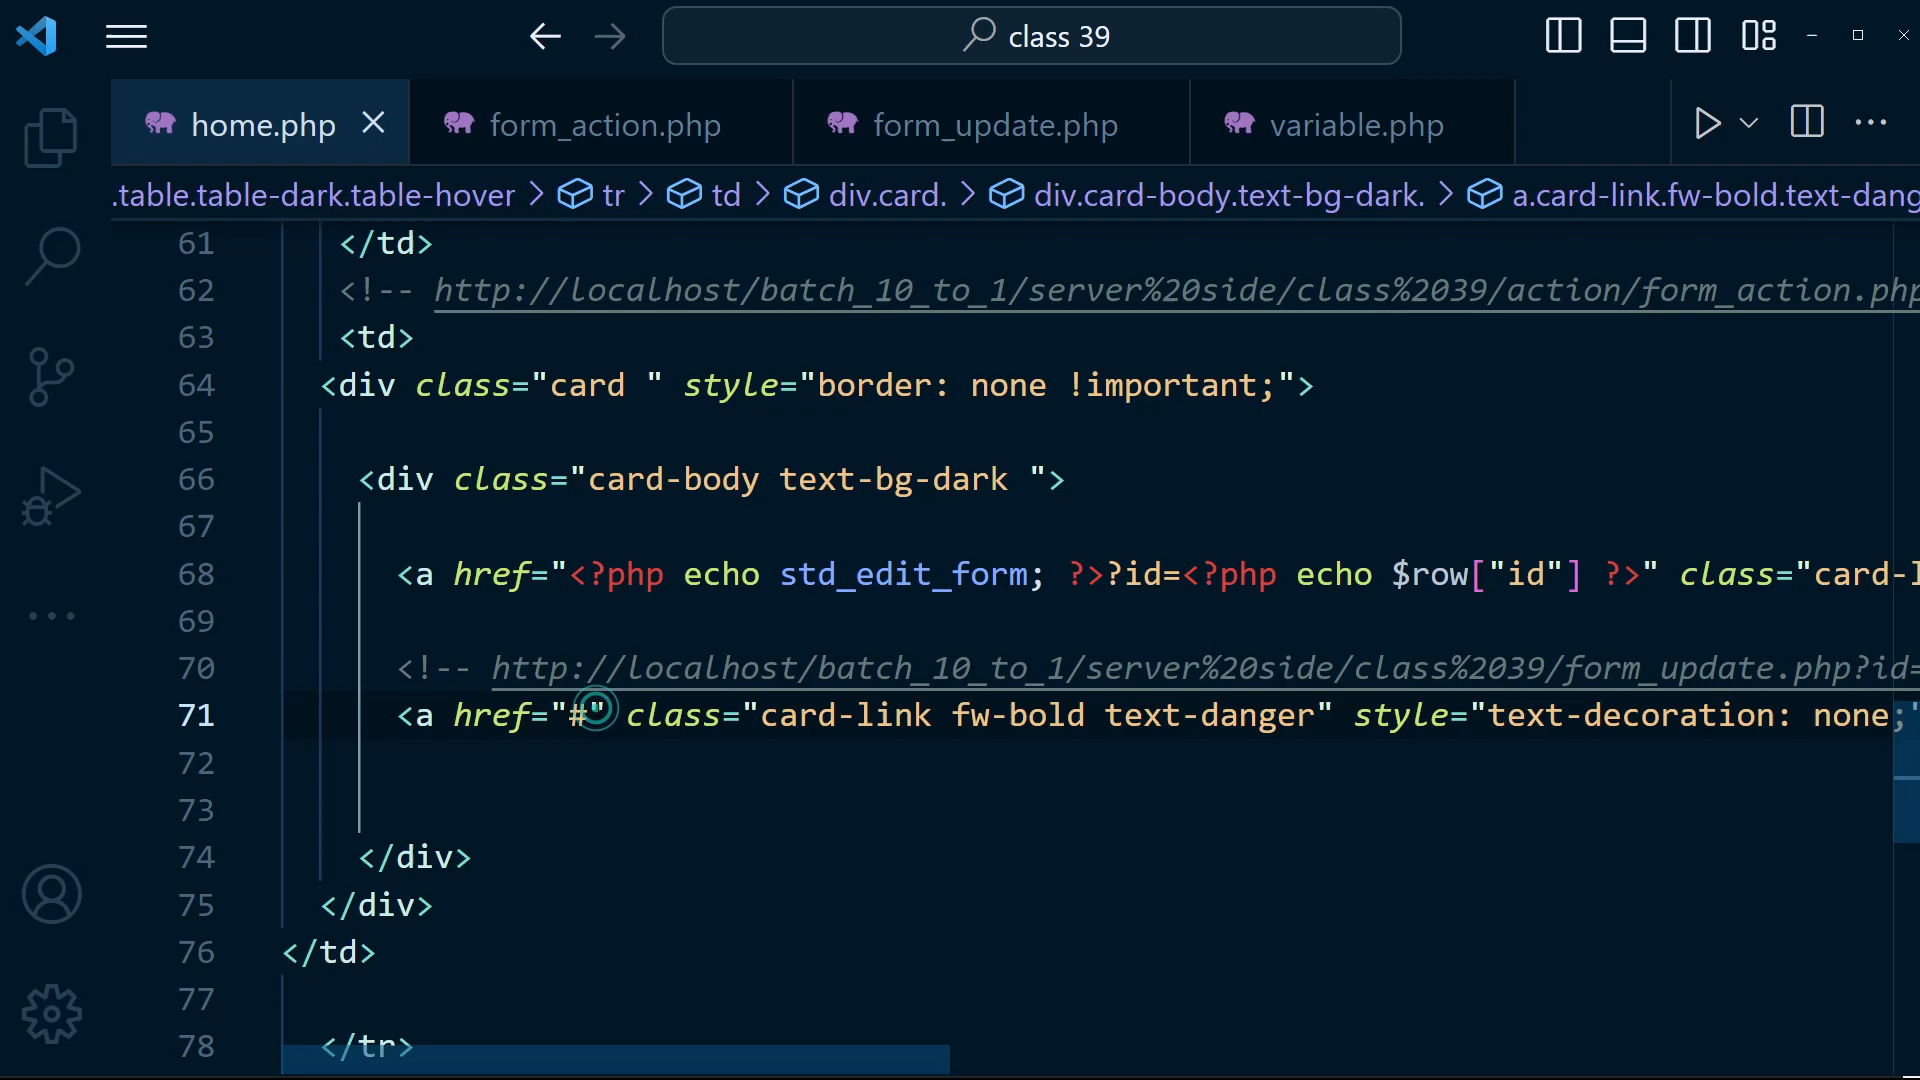 class 39
home.php
form_action.php
form_update.php
variable.php
.table.table-dark.table-hover > tr > td > div.card. > div.card-body.text-bg-dark. > a.card-link.fw-bold.text-dang
61 </td>
62 <!-- http://localhost/batch_10_to_1/server%20side/class%2039/action/form_action.php
63 <td>
64 <div class="card " style="border: none !important;">
65
66 <div class="card-body text-bg-dark ">
67
68 <a href="<?php echo std_edit_form; ?>?id=<?php echo $row["id"] ?>" class="card-l
69
70 <!-- http://localhost/batch_10_to_1/server%20side/class%2039/form_update.php?id=
71 <a href="#" class="card-link fw-bold text-danger" style="text-decoration: none;"
72
73
74 </div>
75 </div>
76 </td>
77
78 </tr>